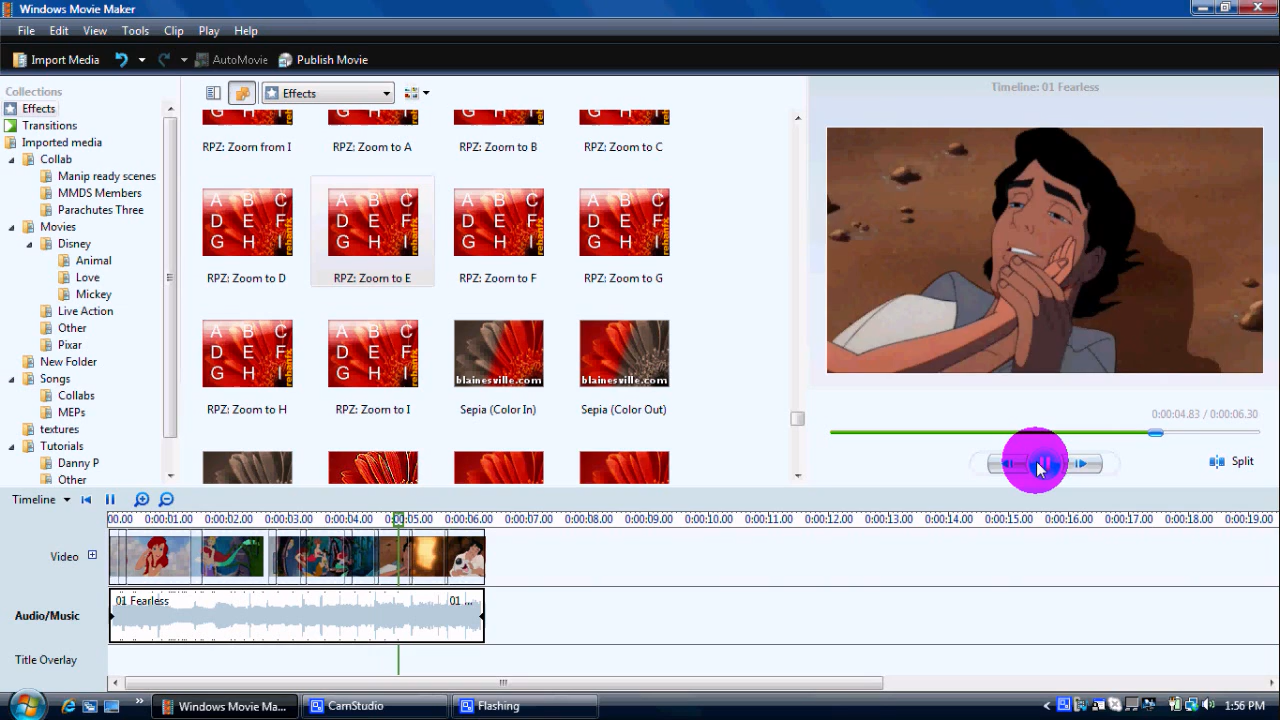 Windows Movie Maker
File Edit View Tools Clip Play Help
Import Media AutoMovie Publish Movie
Collections
Effects
Transitions
Imported media
Collab
Manip ready scenes
MMDS Members
Parachutes Three
Movies
Disney
Animal
Love
Mickey
Live Action
Other
Pixar
New Folder
Songs
Collabs
MEPs
textures
Tutorials
Danny P
Other
Effects
RPZ: Zoom from I RPZ: Zoom to A RPZ: Zoom to B RPZ: Zoom to C
A B C
D E F
G H I
rehanfx
RPZ: Zoom to D RPZ: Zoom to E RPZ: Zoom to F RPZ: Zoom to G
blainesville.com blainesville.com
RPZ: Zoom to H RPZ: Zoom to I Sepia (Color In) Sepia (Color Out)
Timeline: 01 Fearless
0:00:04.83 / 0:00:06.30
Split
Timeline
00.00 0:00:01.00 0:00:02.00 0:00:03.00 0:00:04.00 0:00:05.00 0:00:06.00 0:00:07.00 0:00:08.00 0:00:09.00 0:00:10.00 0:00:11.00 0:00:12.00 0:00:13.00 0:00:14.00 0:00:15.00 0:00:16.00 0:00:17.00 0:00:18.00 0:00:19.00
Video
01 Fearless 01 ...
Audio/Music
Title Overlay
Windows Movie Ma... CamStudio Flashing 1:56 PM